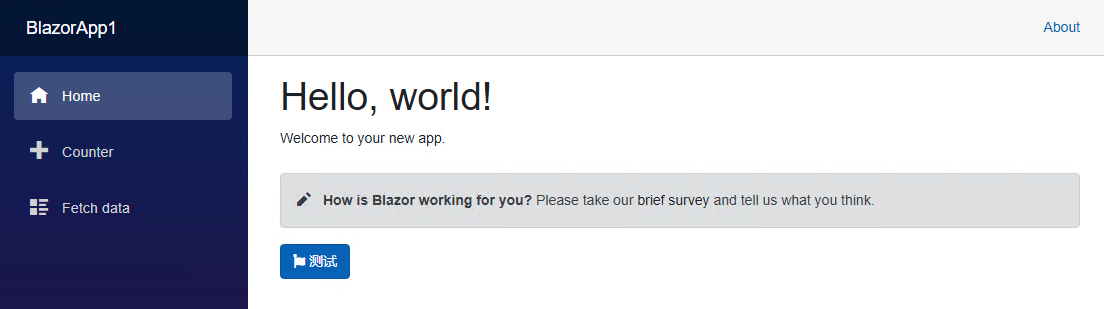 BlazorApp1
About
Home
Counter
Fetch data
Hello, world!
Welcome to your new app.
How is Blazor working for you? Please take our brief survey and tell us what you think.
测试